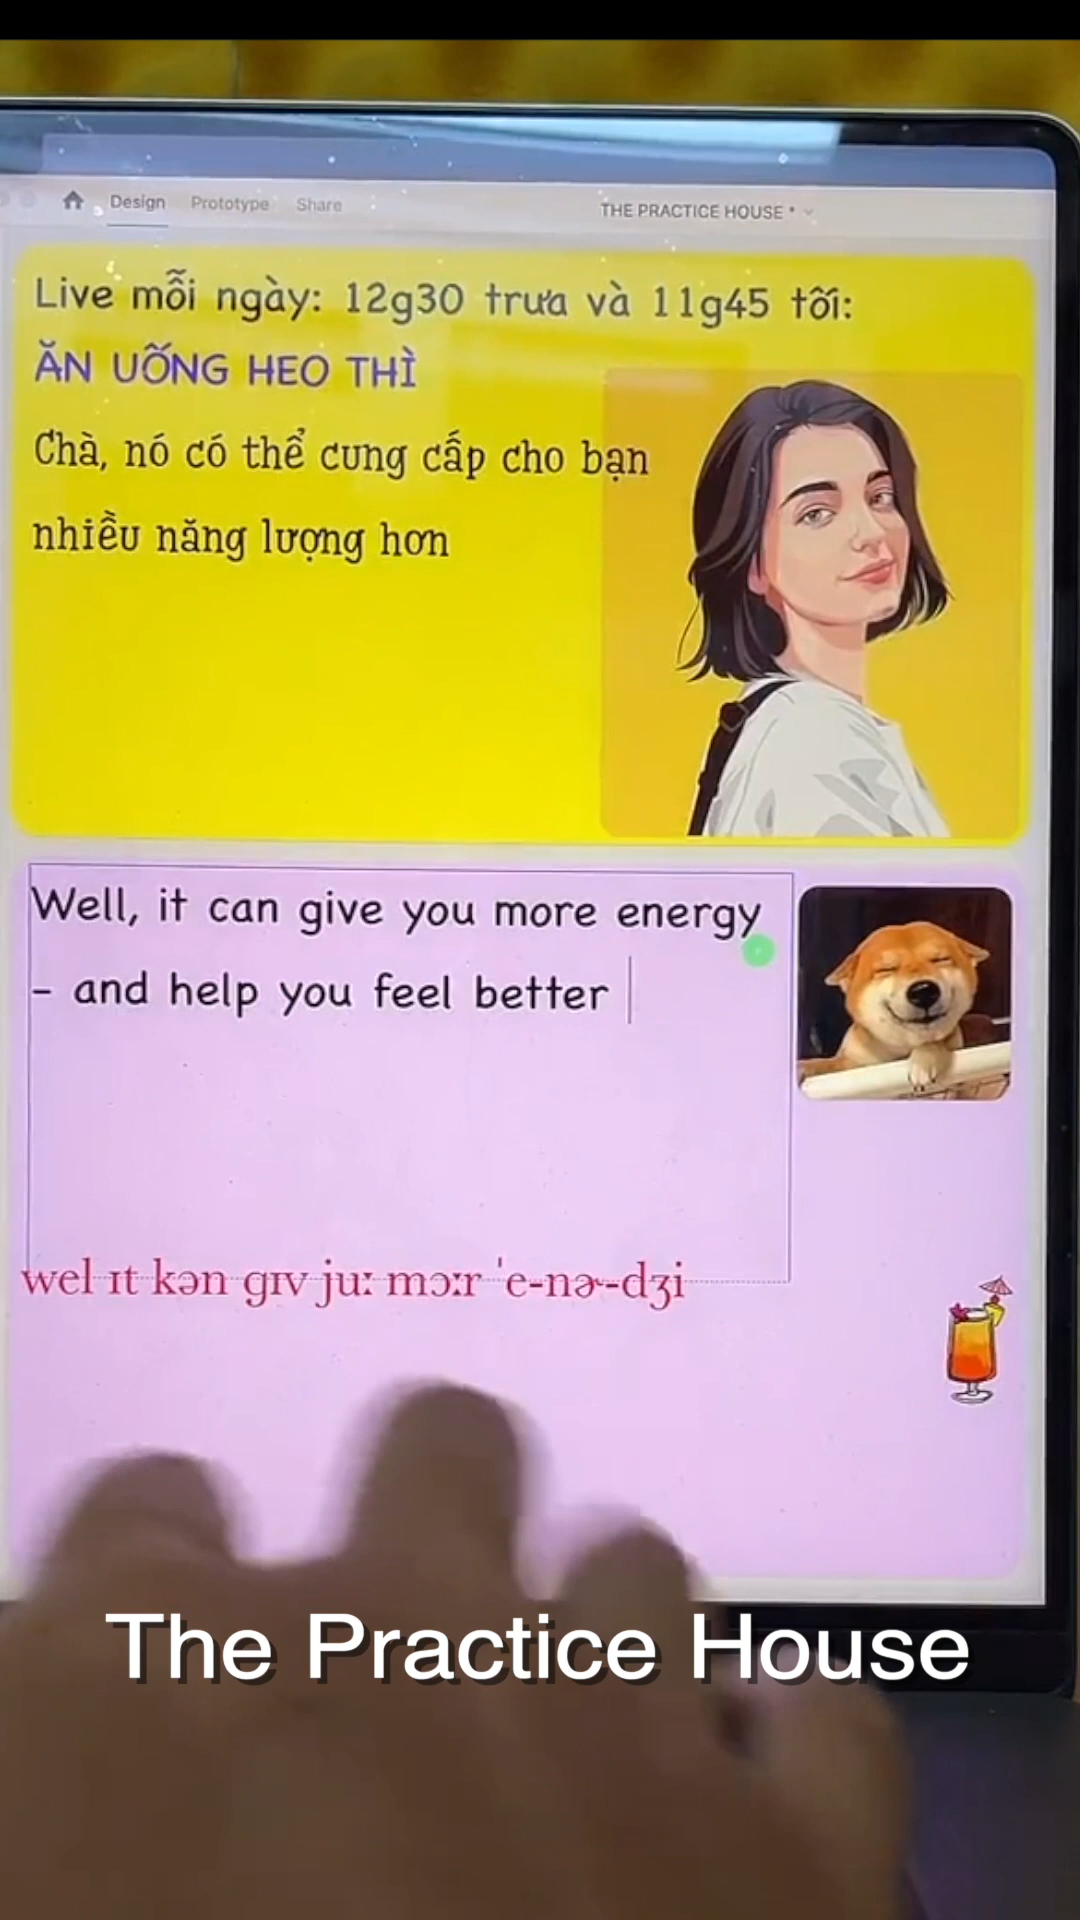 Design Prototype Share THE PRACTICE HOUSE *
Live mỗi ngày: 12g30 trưa và 11g45 tối:
ĂN UỐNG HEO THÌ
Chà, nó có thể cung cấp cho bạn
nhiều năng lượng hơn
Well, it can give you more energy
- and help you feel better
wel ɪt kən gɪv juː mɔːr ˈe-nɚ-dʒi
The Practice House